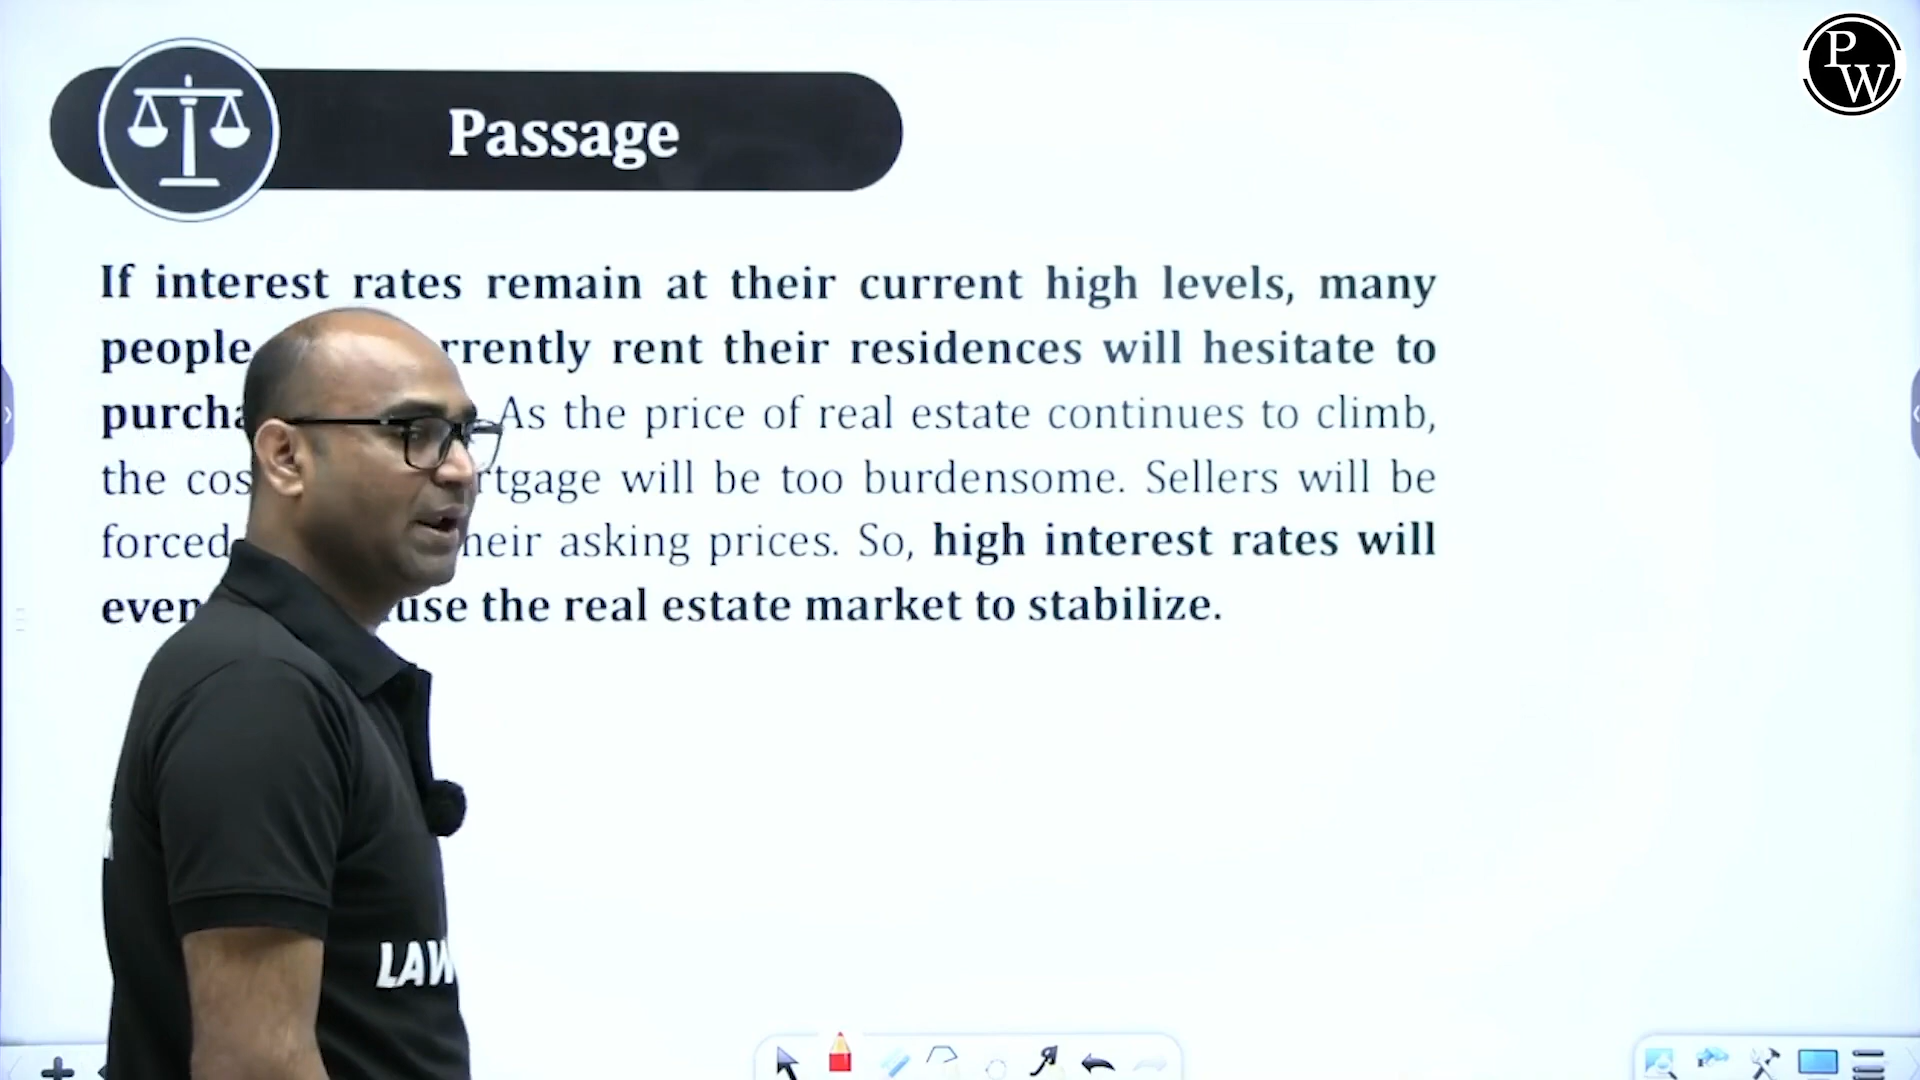 P
W
Passage
If interest rates remain at their current high levels, many
people rrently rent their residences will hesitate to
purcha As the price of real estate continues to climb,
the cos rtgage will be too burdensome. Sellers will be
forced heir asking prices. So, high interest rates will
even use the real estate market to stabilize.
LAW